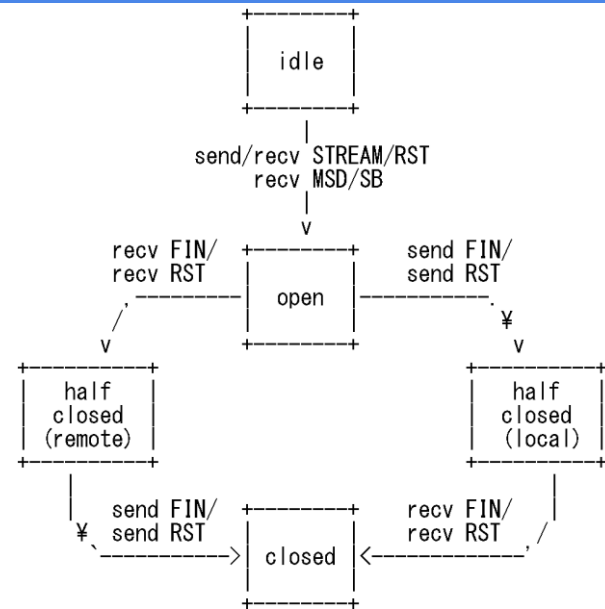 idle
send/recv STREAM/RST
recv MSD/SB
recv FIN/
recv RST
open
send FIN/
send RST
half
closed
(remote)
half
closed
(local)
send FIN/
send RST
closed
recv FIN/
recv RST